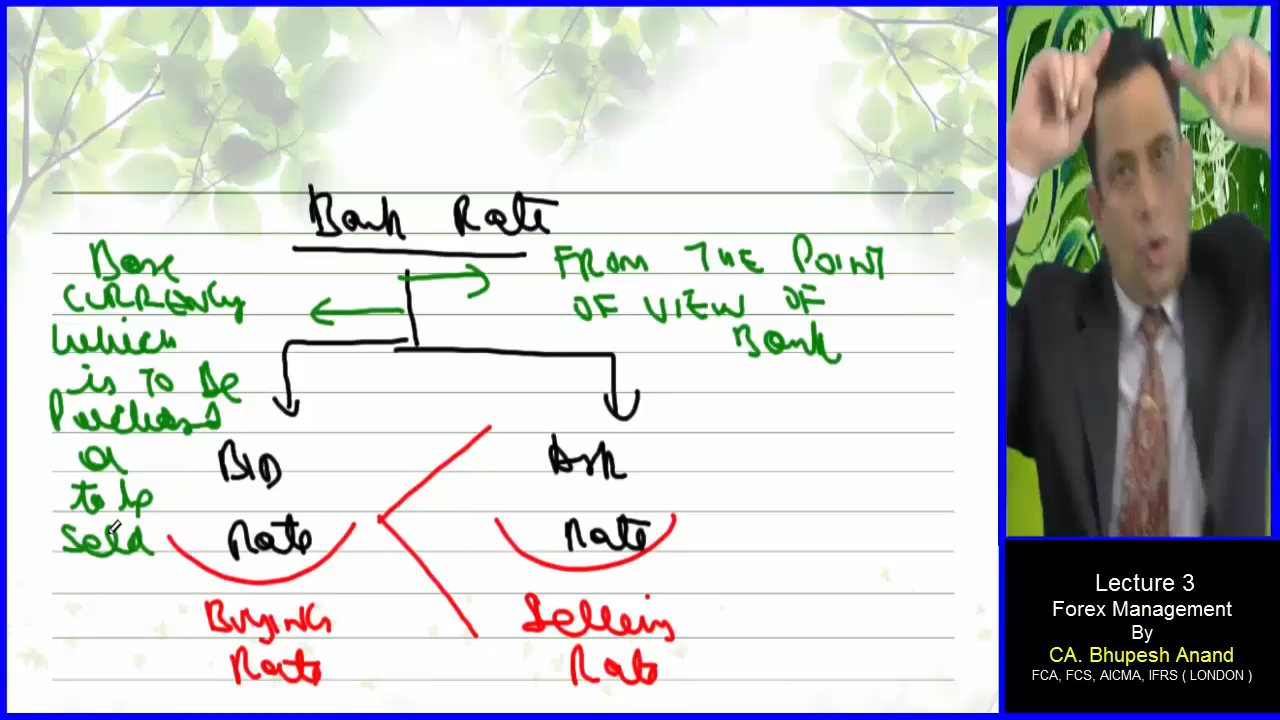 Bank Rate
Base
CURRENCY
which
is To Be
Purchased
or
to be
Sold
FROM THE POINT
OF VIEW OF
Bank
BID
Rate
Ask
Rate
Buying
Rate
Selling
Rate
Lecture 3
Forex Management
By
CA. Bhupesh Anand
FCA, FCS, AICMA, IFRS ( LONDON )